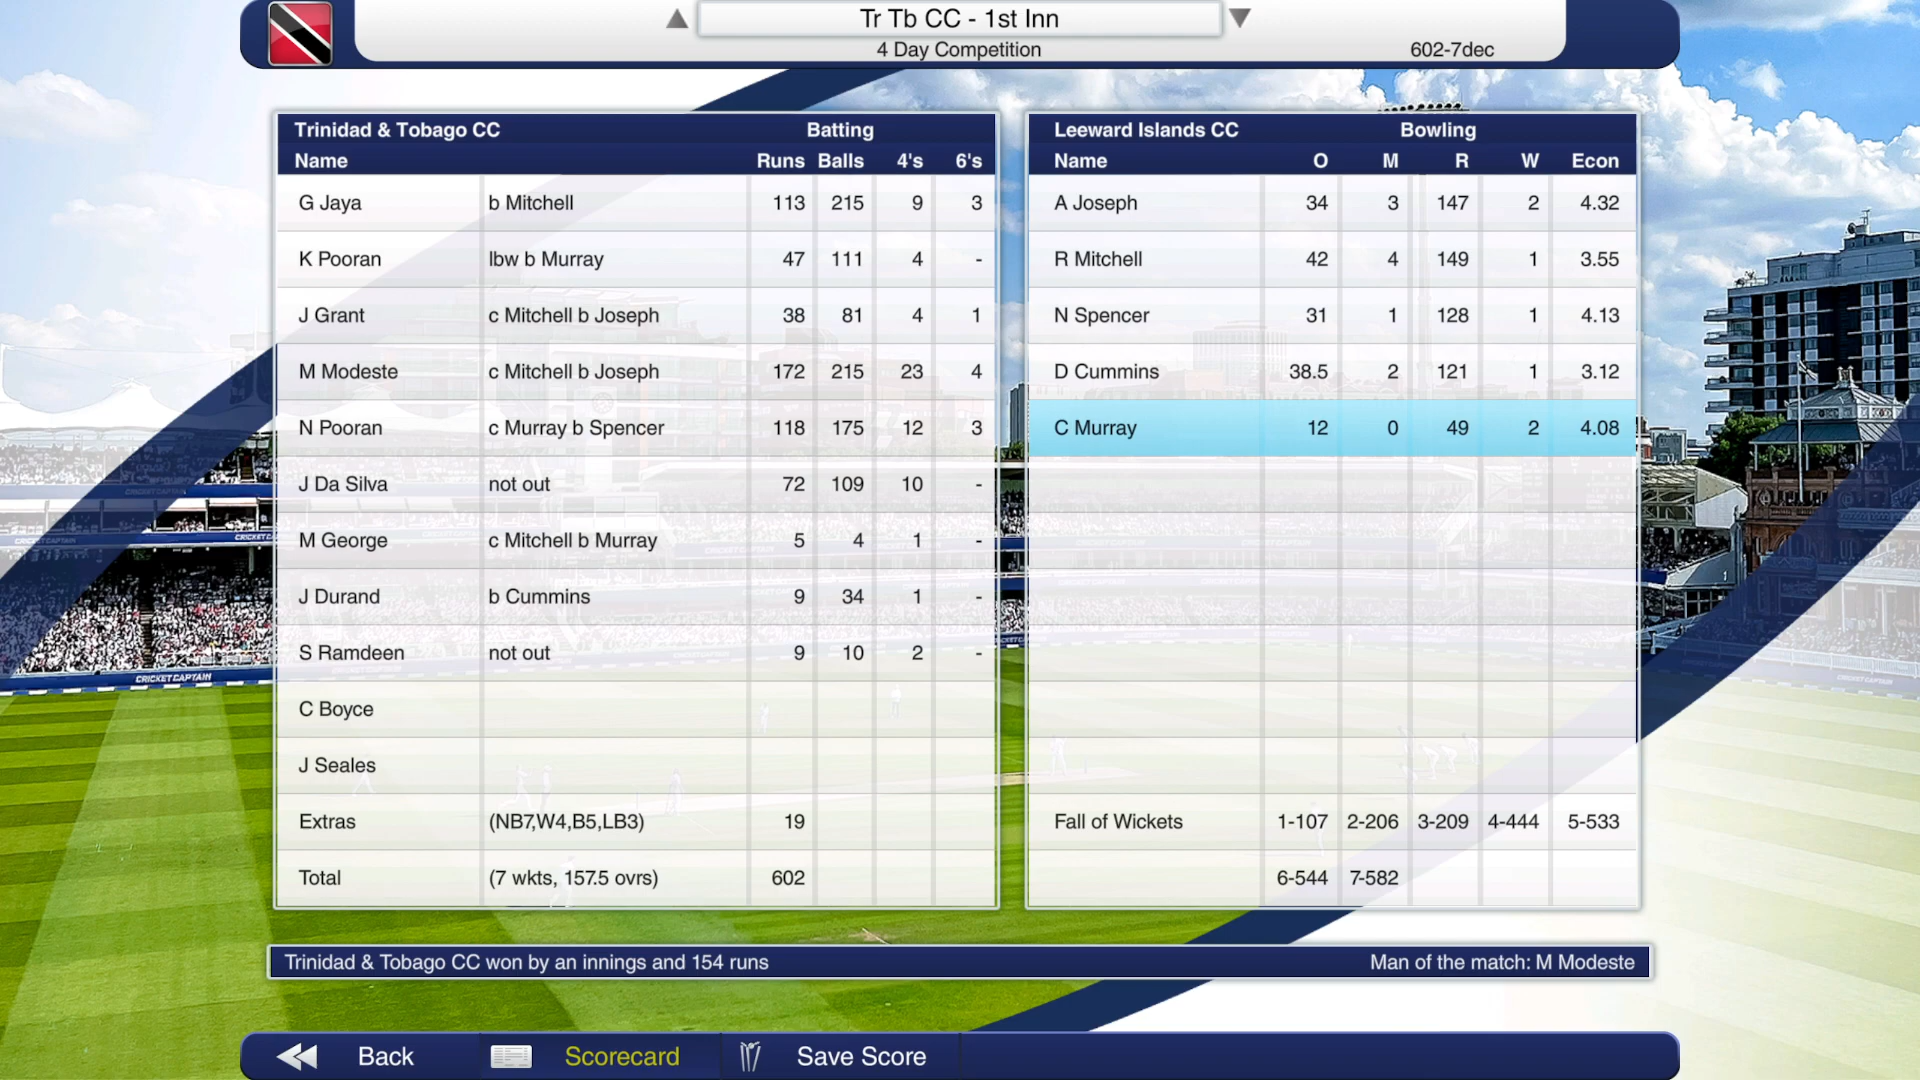 Tr Tb CC - 1st Inn
4 Day Competition 602-7dec
Trinidad & Tobago CC Batting
Name Runs Balls 4's 6's
G Jaya b Mitchell 113 215 9 3
K Pooran lbw b Murray 47 111 4 -
J Grant c Mitchell b Joseph 38 81 4 1
M Modeste c Mitchell b Joseph 172 215 23 4
N Pooran c Murray b Spencer 118 175 12 3
J Da Silva not out 72 109 10 -
M George c Mitchell b Murray 5 4 1 -
J Durand b Cummins 9 34 1 -
S Ramdeen not out 9 10 2 -
C Boyce
J Seales
Extras (NB7,W4,B5,LB3) 19
Total (7 wkts, 157.5 ovrs) 602
Leeward Islands CC Bowling
Name O M R W Econ
A Joseph 34 3 147 2 4.32
R Mitchell 42 4 149 1 3.55
N Spencer 31 1 128 1 4.13
D Cummins 38.5 2 121 1 3.12
C Murray 12 0 49 2 4.08
Fall of Wickets 1-107 2-206 3-209 4-444 5-533
6-544 7-582
CRICKET CAPTAIN
Trinidad & Tobago CC won by an innings and 154 runs Man of the match: M Modeste
Back Scorecard Save Score